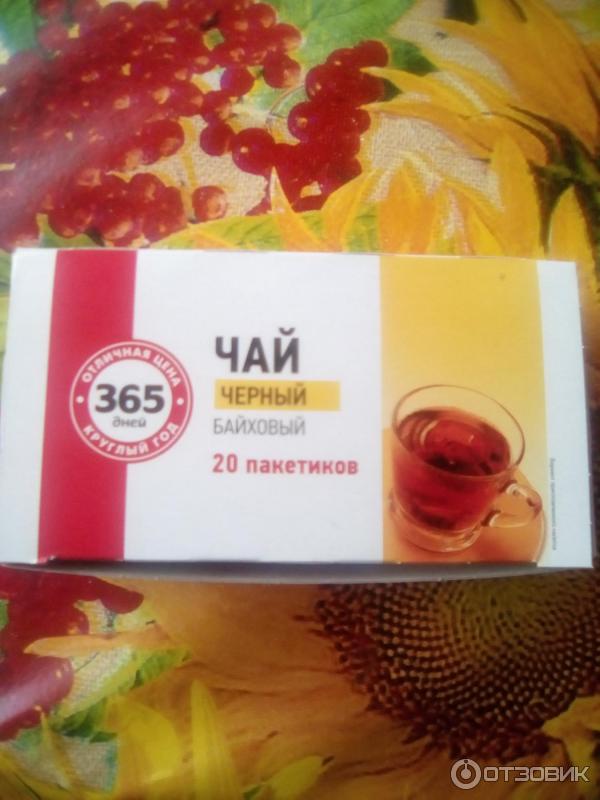 ОТЛИЧНАЯ ЦЕНА
365
дней
КРУГЛЫЙ ГОД
ЧАЙ
ЧЕРНЫЙ
БАЙХОВЫЙ
20 пакетиков
ОТЗОВИК